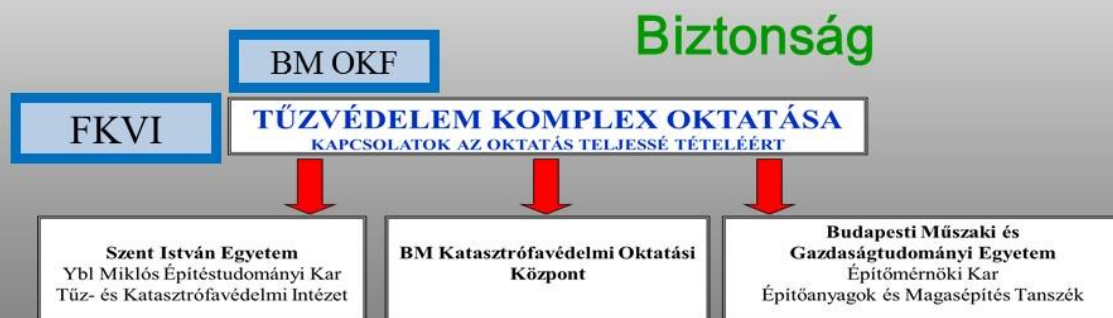 Biztonság
BM OKF
FKVI
TŰZVÉDELEM KOMPLEX OKTATÁSA
KAPCSOLATOK AZ OKTATÁS TELJESSÉ TÉTELÉÉRT
Szent István Egyetem
Ybl Miklós Építéstudományi Kar
Tűz- és Katasztrófavédelmi Intézet
BM Katasztrófavédelmi Oktatási
Központ
Budapesti Műszaki és
Gazdaságtudományi Egyetem
Építőmérnöki Kar
Építőanyagok és Magasépítés Tanszék